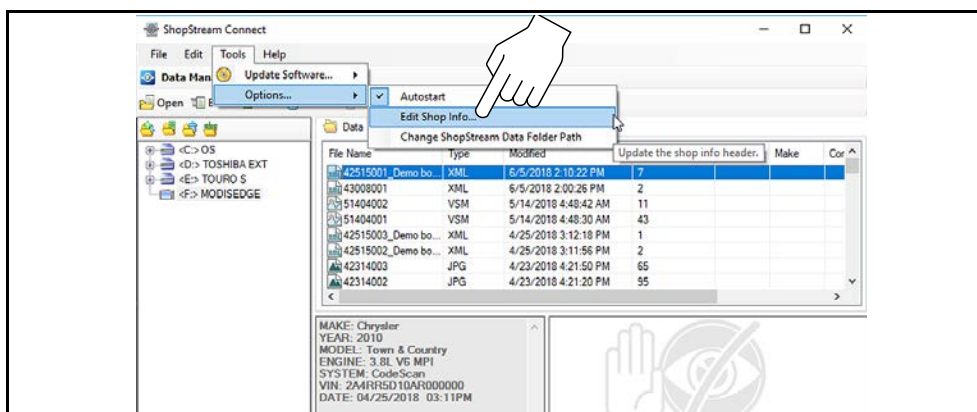 ShopStream Connect
File Edit Tools Help
Data Man Update Software...
Open Options... Autostart
Edit Shop Info...
Change ShopStream Data Folder Path
Update the shop info header.
<C:> OS
<D:> TOSHIBA EXT
<E:> TOURO S
<F:> MODISEDGE
Data
File Name Type Modified Make Cor
42515001_Demo bo... XML 6/5/2018 2:10:22 PM 7
43008001 XML 6/5/2018 2:00:26 PM 2
51404002 VSM 5/14/2018 4:48:42 AM 11
51404001 VSM 5/14/2018 4:48:30 AM 43
42515003_Demo bo... XML 4/25/2018 3:12:18 PM 1
42515002_Demo bo... XML 4/25/2018 3:11:56 PM 2
42314003 JPG 4/23/2018 4:21:50 PM 65
42314002 JPG 4/23/2018 4:21:20 PM 95
MAKE: Chrysler
YEAR: 2010
MODEL: Town & Country
ENGINE: 3.8L V6 MPI
SYSTEM: CodeScan
VIN: 2A4RR5D10AR000000
DATE: 04/25/2018 03:11PM